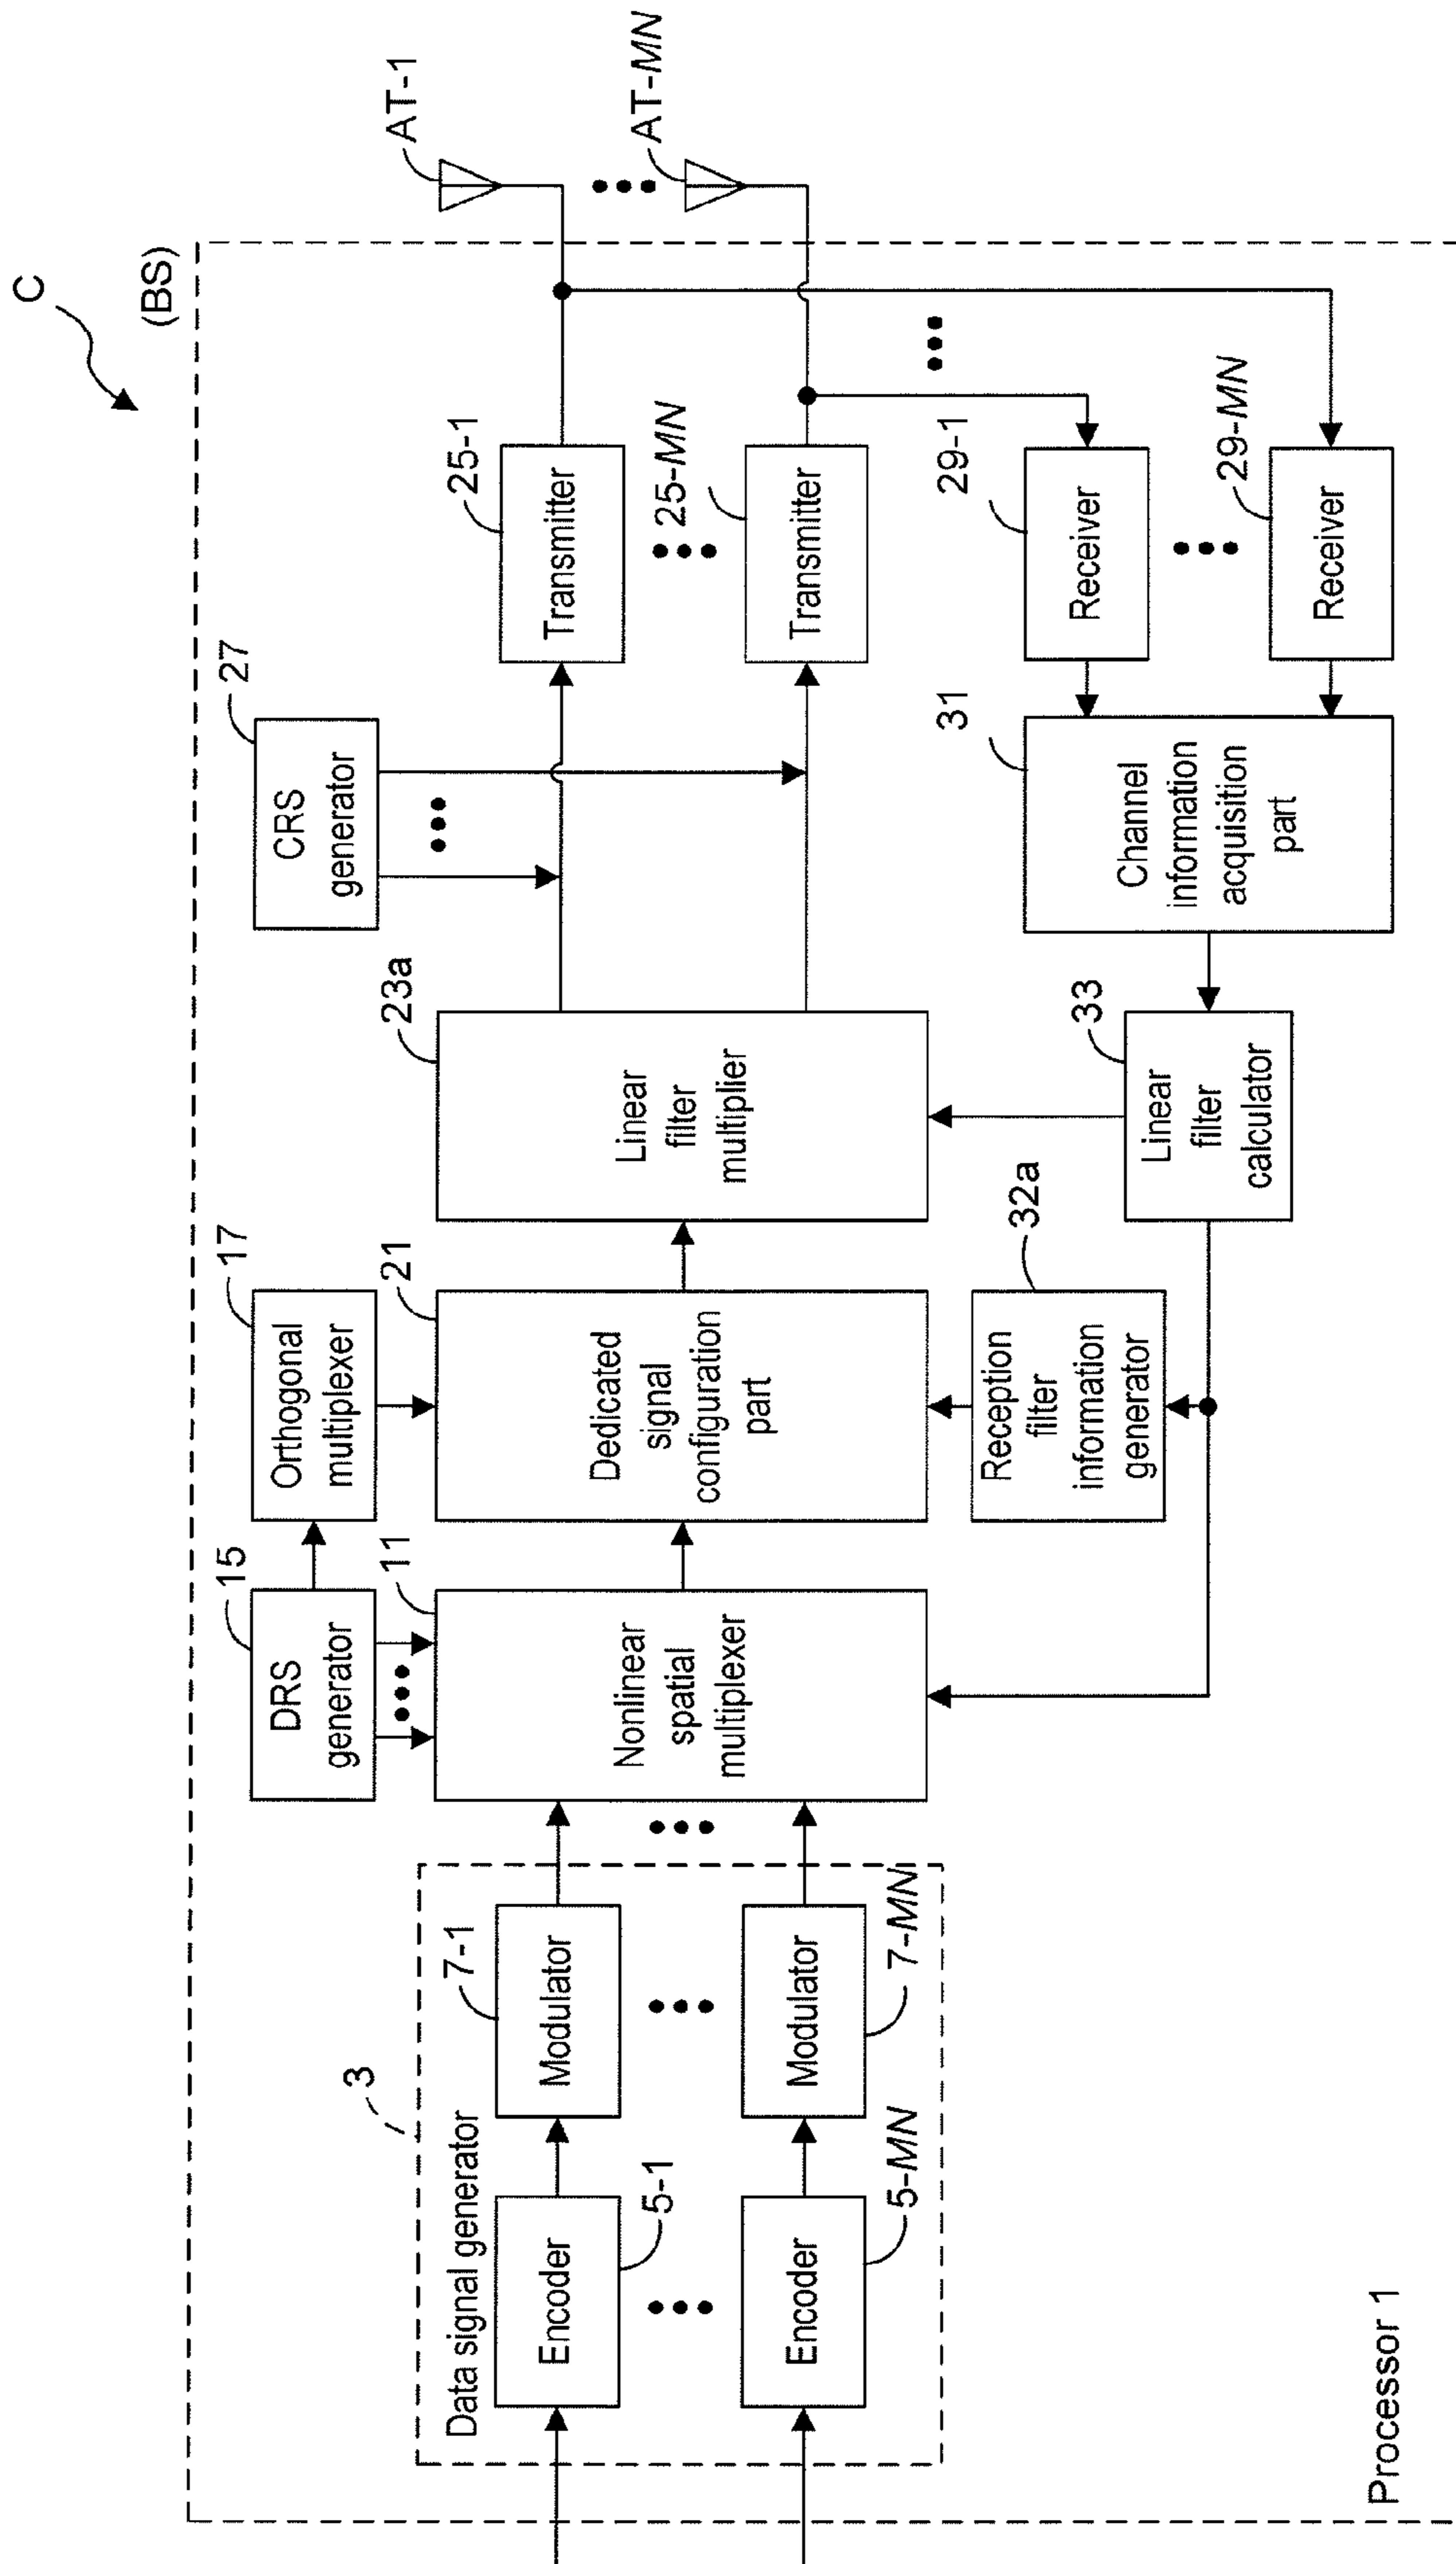 C
(BS)
AT-1
AT-MN
27
CRS
generator
25-1
Transmitter
25-MN
Transmitter
29-1
Receiver
29-MN
Receiver
31
Channel
information
acquisition
part
23a
Linear
filter
multiplier
33
Linear
filter
calculator
17
Orthogonal
multiplexer
21
Dedicated
signal
configuration
part
32a
Reception
filter
information
generator
15
DRS
generator
11
Nonlinear
spatial
multiplexer
3
Data signal generator
7-1
Modulator
7-MN
Modulator
Encoder
5-1
Encoder
5-MN
Processor 1